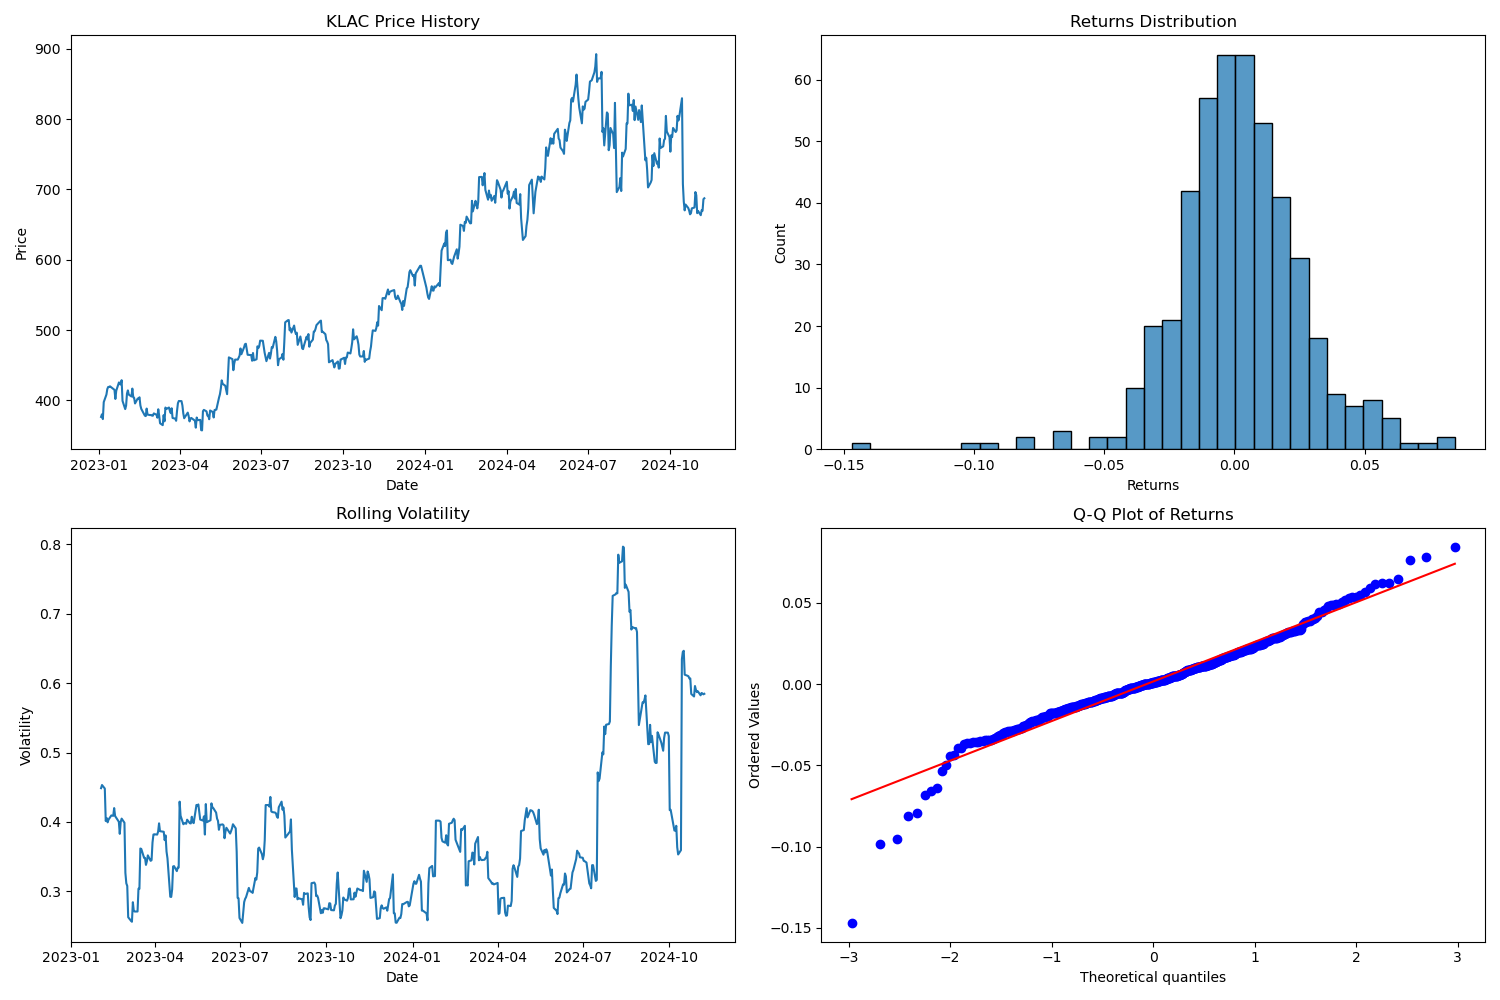 KLAC Price History
Price
900
800
700
600
500
400
2023-01 2023-04 2023-07 2023-10 2024-01 2024-04 2024-07 2024-10
Date
Returns Distribution
Count
60
50
40
30
20
10
0
−0.15 −0.10 −0.05 0.00 0.05
Returns
Rolling Volatility
Volatility
0.8
0.7
0.6
0.5
0.4
0.3
2023-01 2023-04 2023-07 2023-10 2024-01 2024-04 2024-07 2024-10
Date
Q-Q Plot of Returns
Ordered Values
0.05
0.00
−0.05
−0.10
−0.15
−3 −2 −1 0 1 2 3
Theoretical quantiles